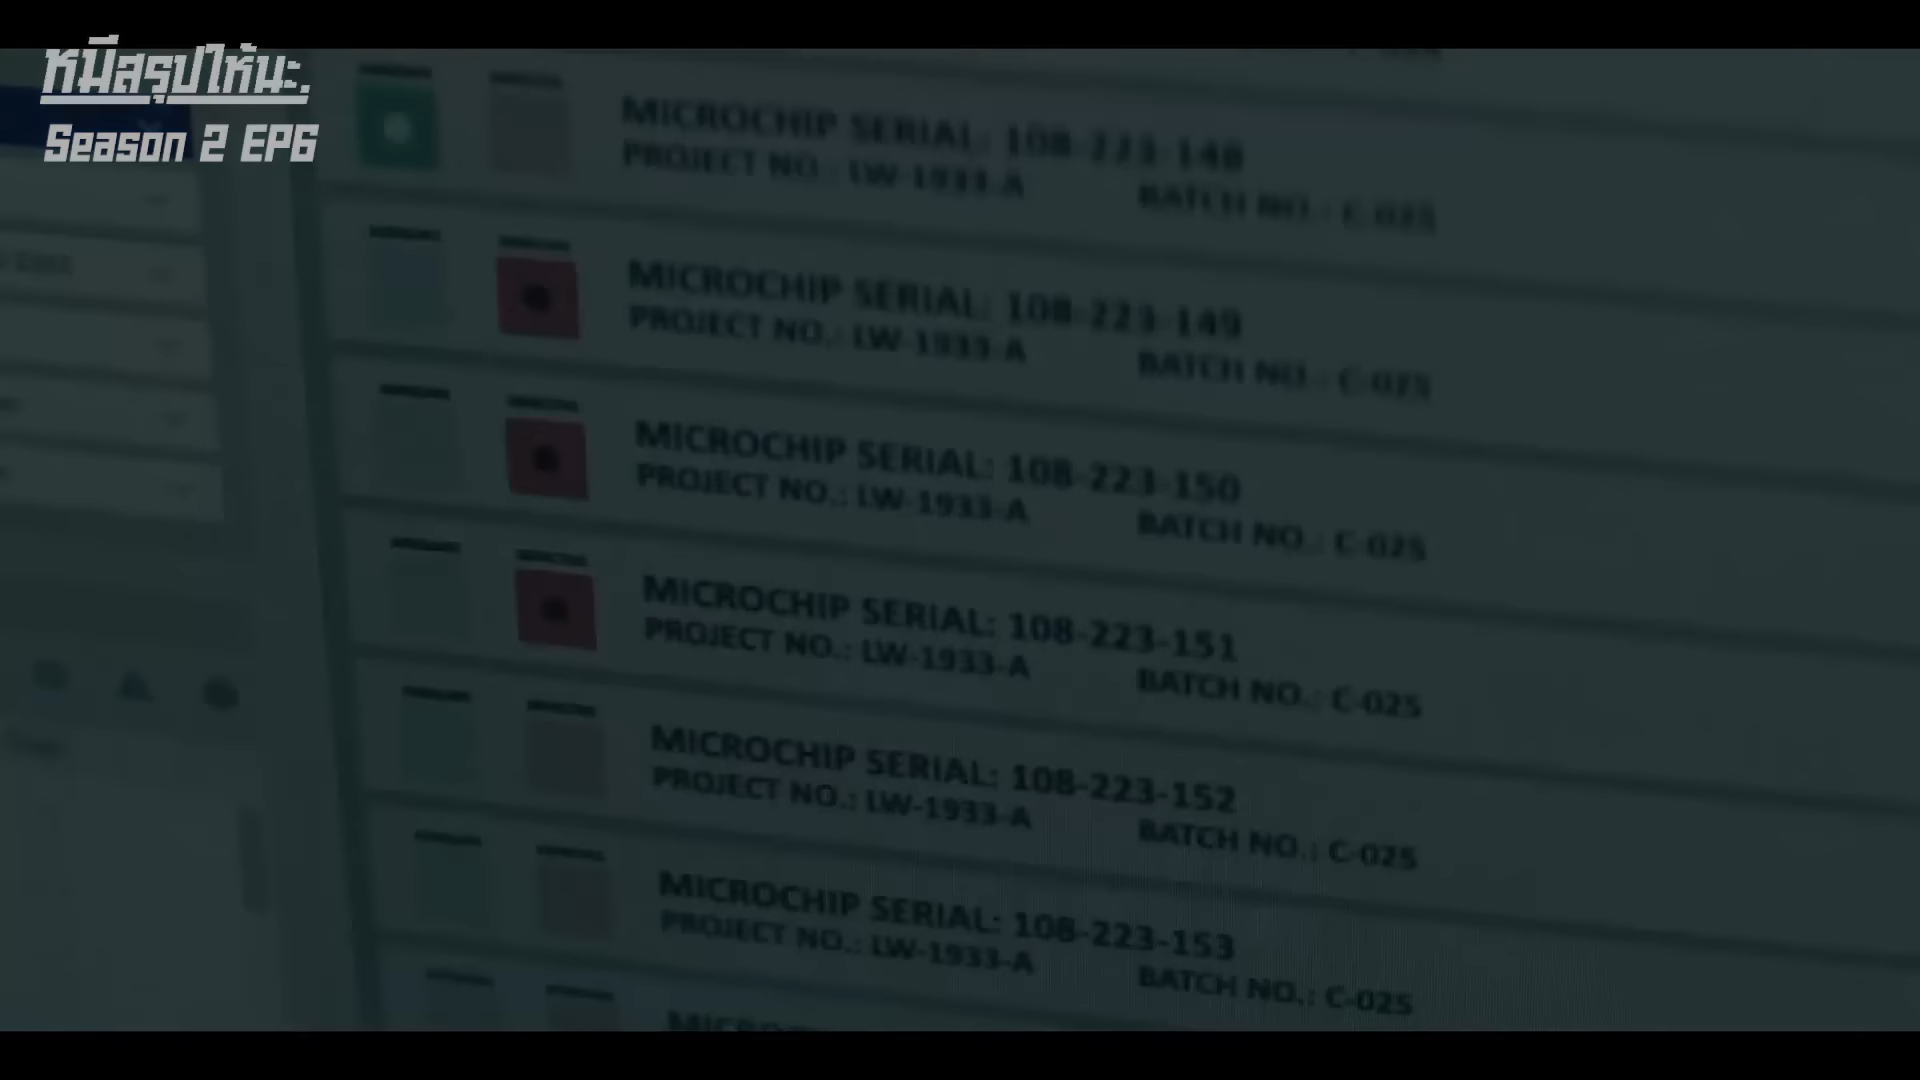 หมีสรุปให้นะ.
Season 2 EP6
MICROCHIP SERIAL: 108-223-148
PROJECT NO.: LW-1933-A BATCH NO.: C-025
MICROCHIP SERIAL: 108-223-149
PROJECT NO.: LW-1933-A BATCH NO.: C-025
MICROCHIP SERIAL: 108-223-150
PROJECT NO.: LW-1933-A BATCH NO.: C-025
MICROCHIP SERIAL: 108-223-151
PROJECT NO.: LW-1933-A BATCH NO.: C-025
MICROCHIP SERIAL: 108-223-152
PROJECT NO.: LW-1933-A BATCH NO.: C-025
MICROCHIP SERIAL: 108-223-153
PROJECT NO.: LW-1933-A BATCH NO.: C-025